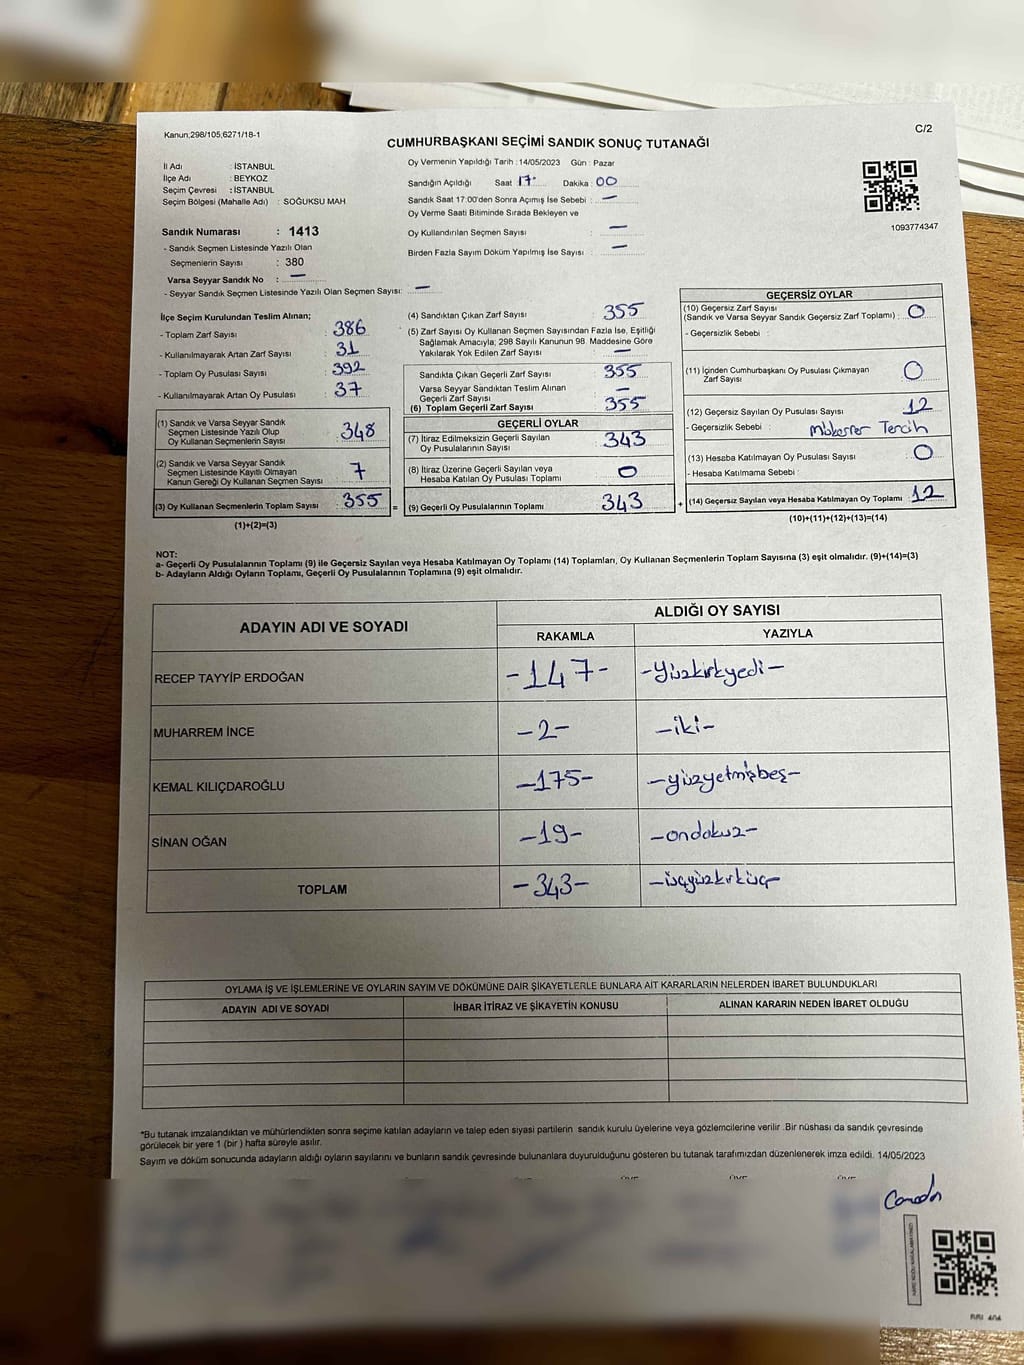 Kanun,298/105,6271/18-1
C/2
CUMHURBAŞKANI SEÇİMİ SANDIK SONUÇ TUTANAĞI
İl Adı : İSTANBUL
İlçe Adı : BEYKOZ
Seçim Çevresi : İSTANBUL
Seçim Bölgesi (Mahalle Adı) : SOĞUKSU MAH
Oy Vermenin Yapıldığı Tarih : 14/05/2023 Gün : Pazar
Sandığın Açıldığı Saat 17 Dakika : 00
Sandık Saat 17:00'den Sonra Açımış İse Sebebi : —
Oy Verme Saati Bitiminde Sırada Bekleyen ve
Oy Kullandırılan Seçmen Sayısı : —
Birden Fazla Sayım Döküm Yapılmış İse Sayısı : —
1093774347
Sandık Numarası : 1413
- Sandık Seçmen Listesinde Yazılı Olan
Seçmenlerin Sayısı : 380
Varsa Seyyar Sandık No : —
- Seyyar Sandık Seçmen Listesinde Yazılı Olan Seçmen Sayısı: —
İlçe Seçim Kurulundan Teslim Alınan;
- Toplam Zarf Sayısı : 386
- Kullanılmayarak Artan Zarf Sayısı : 31
- Toplam Oy Pusulası Sayısı : 392
- Kullanılmayarak Artan Oy Pusulası : 37
(1) Sandık ve Varsa Seyyar Sandık
Seçmen Listesinde Yazılı Olup
Oy Kullanan Seçmenlerin Sayısı : 348
(2) Sandık ve Varsa Seyyar Sandık
Seçmen Listesinde Kayıtlı Olmayan
Kanun Gereği Oy Kullanan Seçmen Sayısı : 7
(3) Oy Kullanan Seçmenlerin Toplam Sayısı : 355 =
(1)+(2)=(3)
(4) Sandıktan Çıkan Zarf Sayısı : 355
(5) Zarf Sayısı Oy Kullanan Seçmen Sayısından Fazla İse, Eşitliği
Sağlamak Amacıyla; 298 Sayılı Kanunun 98. Maddesine Göre
Yakılarak Yok Edilen Zarf Sayısı : —
Sandıkta Çıkan Geçerli Zarf Sayısı : 355
Varsa Seyyar Sandıktan Teslim Alınan
Geçerli Zarf Sayısı : —
(6) Toplam Geçerli Zarf Sayısı : 355
GEÇERLİ OYLAR
(7) İtiraz Edilmeksizin Geçerli Sayılan
Oy Pusulasının Sayısı : 343
(8) İtiraz Üzerine Geçerli Sayılan veya
Hesaba Katılan Oy Pusulası Toplamı : 0
(9) Geçerli Oy Pusulalarının Toplamı : 343 +
GEÇERSİZ OYLAR
(10) Geçersiz Zarf Sayısı
(Sandık ve Varsa Seyyar Sandık Geçersiz Zarf Toplamı) : 0
- Geçersizlik Sebebi :
(11) İçinden Cumhurbaşkanı Oy Pusulası Çıkmayan
Zarf Sayısı : 0
(12) Geçersiz Sayılan Oy Pusulası Sayısı : 12
- Geçersizlik Sebebi : Mükerrer Tercih
(13) Hesaba Katılmayan Oy Pusulası Sayısı : 0
- Hesaba Katılmama Sebebi :
(14) Geçersiz Sayılan veya Hesaba Katılmayan Oy Toplamı : 12
(10)+(11)+(12)+(13)=(14)
NOT:
a- Geçerli Oy Pusulalarının Toplamı (9) ile Geçersiz Sayılan veya Hesaba Katılmayan Oy Toplamı (14) Toplamları, Oy Kullanan Seçmenlerin Toplam Sayısına (3) eşit olmalıdır. (9)+(14)=(3)
b- Adayların Aldığı Oyların Toplamı, Geçerli Oy Pusulalarının Toplamına (9) eşit olmalıdır.
ADAYIN ADI VE SOYADI
ALDIĞI OY SAYISI
RAKAMLA YAZIYLA
RECEP TAYYİP ERDOĞAN -147- -Yüzkırkyedi-
MUHARREM İNCE -2- -iki-
KEMAL KILIÇDAROĞLU -175- -yüzyetmişbeş-
SİNAN OĞAN -19- -ondokuz-
TOPLAM -343- -üçyüzkırküç-
OYLAMA İŞ VE İŞLEMLERİNE VE OYLARIN SAYIM VE DÖKÜMÜNE DAİR ŞİKAYETLERLE BUNLARA AİT KARARLARIN NELERDEN İBARET BULUNDUKLARI
ADAYIN ADI VE SOYADI İHBAR İTİRAZ VE ŞİKAYETİN KONUSU ALINAN KARARIN NEDEN İBARET OLDUĞU
*Bu tutanak imzalandıktan ve mühürlendikten sonra seçime katılan adayların ve talep eden siyasi partilerin sandık kurulu üyelerine veya gözlemcilerine verilir. Bir nüshası da sandık çevresinde
görülecek bir yere 1 (bir) hafta süreyle asılır.
Sayım ve döküm sonucunda adayların aldığı oyların sayılarını ve bunların sandık çevresinde bulunanlara duyurulduğunu gösteren bu tutanak tarafımızdan düzenlenerek imza edildi. 14/05/2023